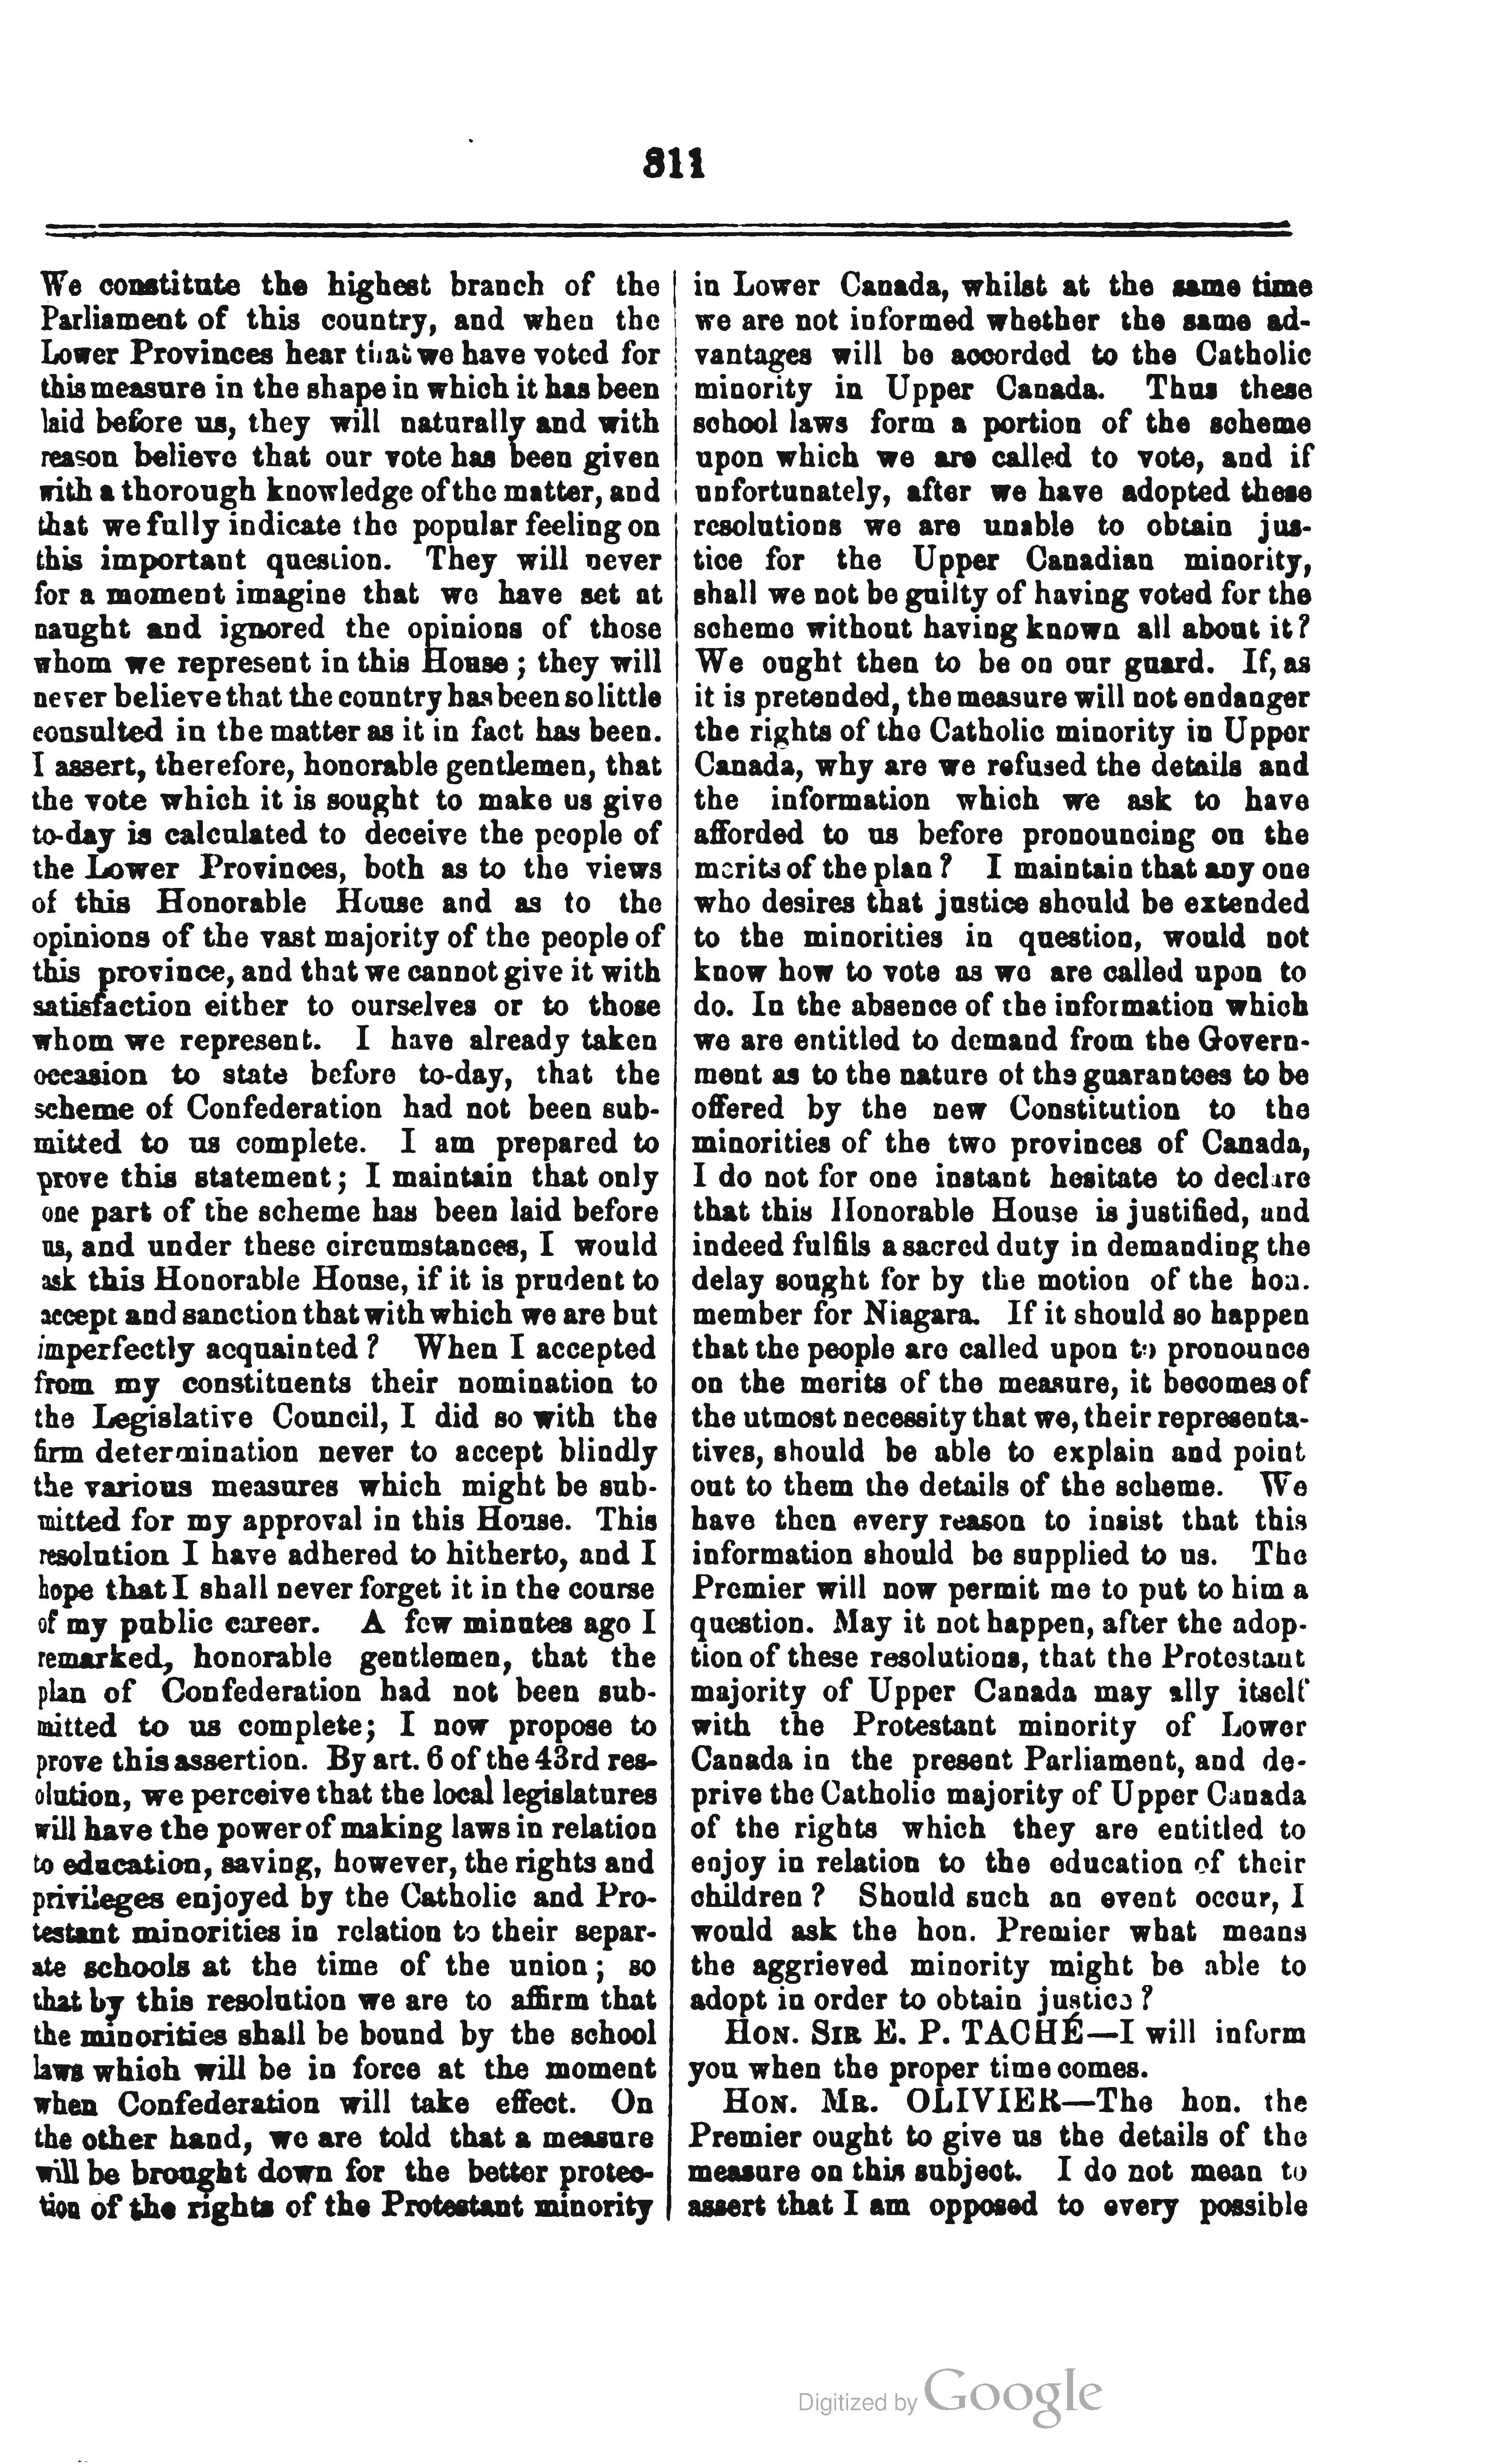 311
We constitute the highest branch of the
Parliament of this country, and when the
Lower Provinces hear that we have voted for
this measure in the shape in which it has been
laid before us, they will naturally and with
reason believe that our vote has been given
with a thorough knowledge of the matter, and
that we fully indicate the popular feeling on
this important question. They will never
for a moment imagine that we have set at
naught and ignored the opinions of those
whom we represent in this House ; they will
never believe that the country has been so little
consulted in the matter as it in fact has been.
I assert, therefore, honorable gentlemen, that
the vote which it is sought to make us give
to-day is calculated to deceive the people of
the Lower Provinces, both as to the views
of this Honorable House and as to the
opinions of the vast majority of the people of
this province, and that we cannot give it with
satisfaction either to ourselves or to those
whom we represent. I have already taken
occasion to state before to-day, that the
scheme of Confederation had not been sub-
mitted to us complete. I am prepared to
prove this statement; I maintain that only
one part of the scheme has been laid before
us, and under these circumstances, I would
ask this Honorable House, if it is prudent to
accept and sanction that with which we are but
imperfectly acquainted ? When I accepted
from my constituents their nomination to
the Legislative Council, I did so with the
firm determination never to accept blindly
the various measures which might be sub-
mitted for my approval in this House. This
resolution I have adhered to hitherto, and I
hope that I shall never forget it in the course
of my public career. A few minutes ago I
remarked, honorable gentlemen, that the
plan of Confederation had not been sub-
mitted to us complete; I now propose to
prove this assertion. By art. 6 of the 43rd res-
olution, we perceive that the local legislatures
will have the power of making laws in relation
to education, saving, however, the rights and
privileges enjoyed by the Catholic and Pro-
testant minorities in relation to their separ-
ate schools at the time of the union; so
that by this resolution we are to affirm that
the minorities shall be bound by the school
laws which will be in force at the moment
when Confederation will take effect. On
the other hand, we are told that a measure
will be brought down for the better protec-
tion of the rights of the Protestant minority
in Lower Canada, whilst at the same time
we are not informed whether the same ad-
vantages will be accorded to the Catholic
minority in Upper Canada. Thus these
school laws form a portion of the scheme
upon which we are called to vote, and if
unfortunately, after we have adopted these
resolutions we are unable to obtain jus-
tice for the Upper Canadian minority,
shall we not be guilty of having voted for the
scheme without having known all about it?
We ought then to be on our guard. If, as
it is pretended, the measure will not endanger
the rights of the Catholic minority in Upper
Canada, why are we refused the details and
the information which we ask to have
afforded to us before pronouncing on the
merits of the plan ? I maintain that any one
who desires that justice should be extended
to the minorities in question, would not
know how to vote as we are called upon to
do. In the absence of the information which
we are entitled to demand from the Govern-
ment as to the nature of the guarantees to be
offered by the new Constitution to the
minorities of the two provinces of Canada,
I do not for one instant hesitate to declare
that this Honorable House is justified, and
indeed fulfils a sacred duty in demanding the
delay sought for by the motion of the hon.
member for Niagara. If it should so happen
that the people are called upon to pronounce
on the merits of the measure, it becomes of
the utmost necessity that we, their representa-
tives, should be able to explain and point
out to them the details of the scheme. We
have then every reason to insist that this
information should be supplied to us. The
Premier will now permit me to put to him a
question. May it not happen, after the adop-
tion of these resolutions, that the Protestant
majority of Upper Canada may ally itself
with the Protestant minority of Lower
Canada in the present Parliament, and de-
prive the Catholic majority of Upper Canada
of the rights which they are entitled to
enjoy in relation to the education of their
children ? Should such an event occur, I
would ask the hon. Premier what means
the aggrieved minority might be able to
adopt in order to obtain justice ?
HON. SIR E. P. TACHÉ—I will inform
you when the proper time comes.
HON. MR. OLIVIER—The hon. the
Premier ought to give us the details of the
measure on this subject. I do not mean to
assert that I am opposed to every possible
Digitized by Google